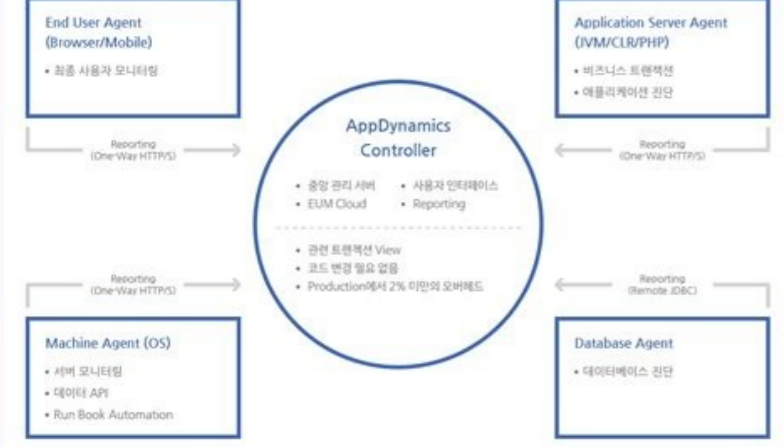 End User Agent
(Browser/Mobile)
• 최종 사용자 모니터링
Application Server Agent
(JVM/CLR/PHP)
• 비즈니스 트랜잭션
• 애플리케이션 진단
Reporting
(One-Way HTTP/S)
Reporting
(One-Way HTTP/S)
AppDynamics
Controller
• 중앙 관리 서버 • 사용자 인터페이스
• EUM Cloud • Reporting
• 관련 트랜잭션 View
• 코드 변경 필요 없음
• Production에서 2% 미만의 오버헤드
Reporting
(One-Way HTTP/S)
Reporting
(Remote JDBC)
Machine Agent (OS)
• 서버 모니터링
• 데이터 API
• Run Book Automation
Database Agent
• 데이터베이스 진단